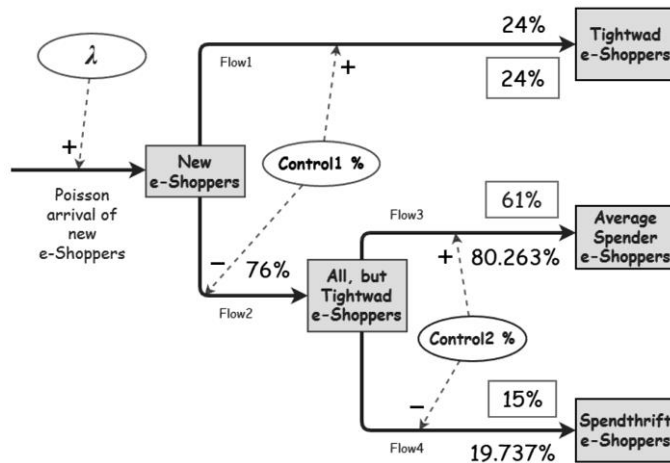 24%
Tightwad
e-Shoppers
λ
Flow1
+
24%
+
New
e-Shoppers
Control1 %
Poisson
arrival of
new
e-Shoppers
Flow3
61%
Average
Spender
e-Shoppers
−
76%
+
80.263%
All, but
Tightwad
e-Shoppers
Flow2
Control2 %
−
15%
Spendthrift
e-Shoppers
Flow4
19.737%